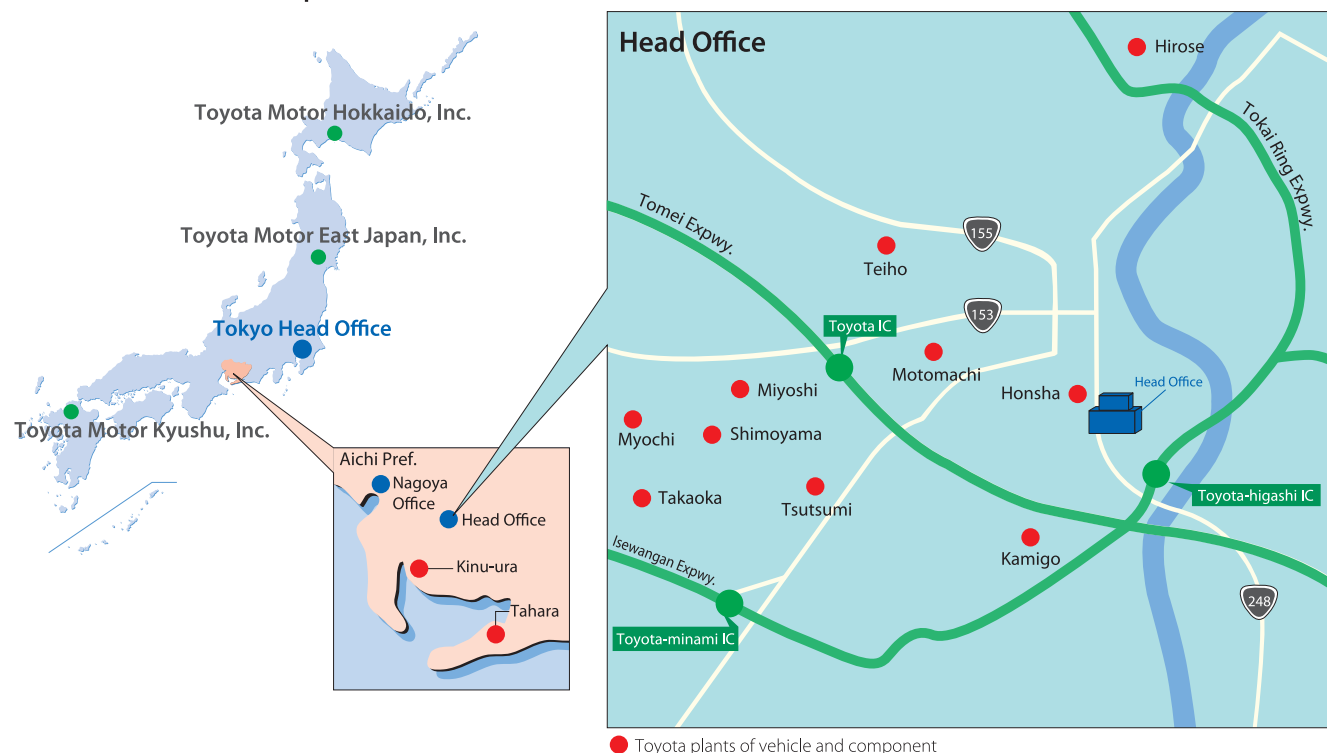 Toyota Motor Hokkaido, Inc.
Toyota Motor East Japan, Inc.
Tokyo Head Office
Toyota Motor Kyushu, Inc.
Aichi Pref.
Nagoya
Office
Head Office
Kinu-ura
Tahara
Head Office
Hirose
Tokai Ring Expwy.
Tomei Expwy.
155
Teiho
153
Toyota IC
Motomachi
Miyoshi
Honsha
Head Office
Myochi
Shimoyama
Takaoka
Tsutsumi
Toyota-higashi IC
Kamigo
Isewangan Expwy.
248
Toyota-minami IC
Toyota plants of vehicle and component